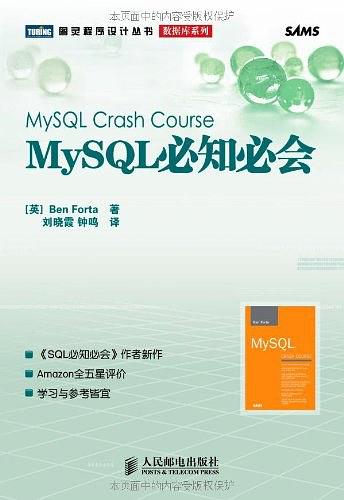 本页面中的内容受版权保护
TURING 图灵程序设计丛书 数据库系列 SAMS
MySQL Crash Course
MySQL必知必会
[英] Ben Forta 著
刘晓霞 钟鸣 译
《SQL必知必会》作者新作
Amazon全五星评价
学习与参考皆宜
Ben Forta
MySQL
CRASH COURSE
SAMS
人民邮电出版社
POSTS & TELECOM PRESS
本页面中的内容受版权保护